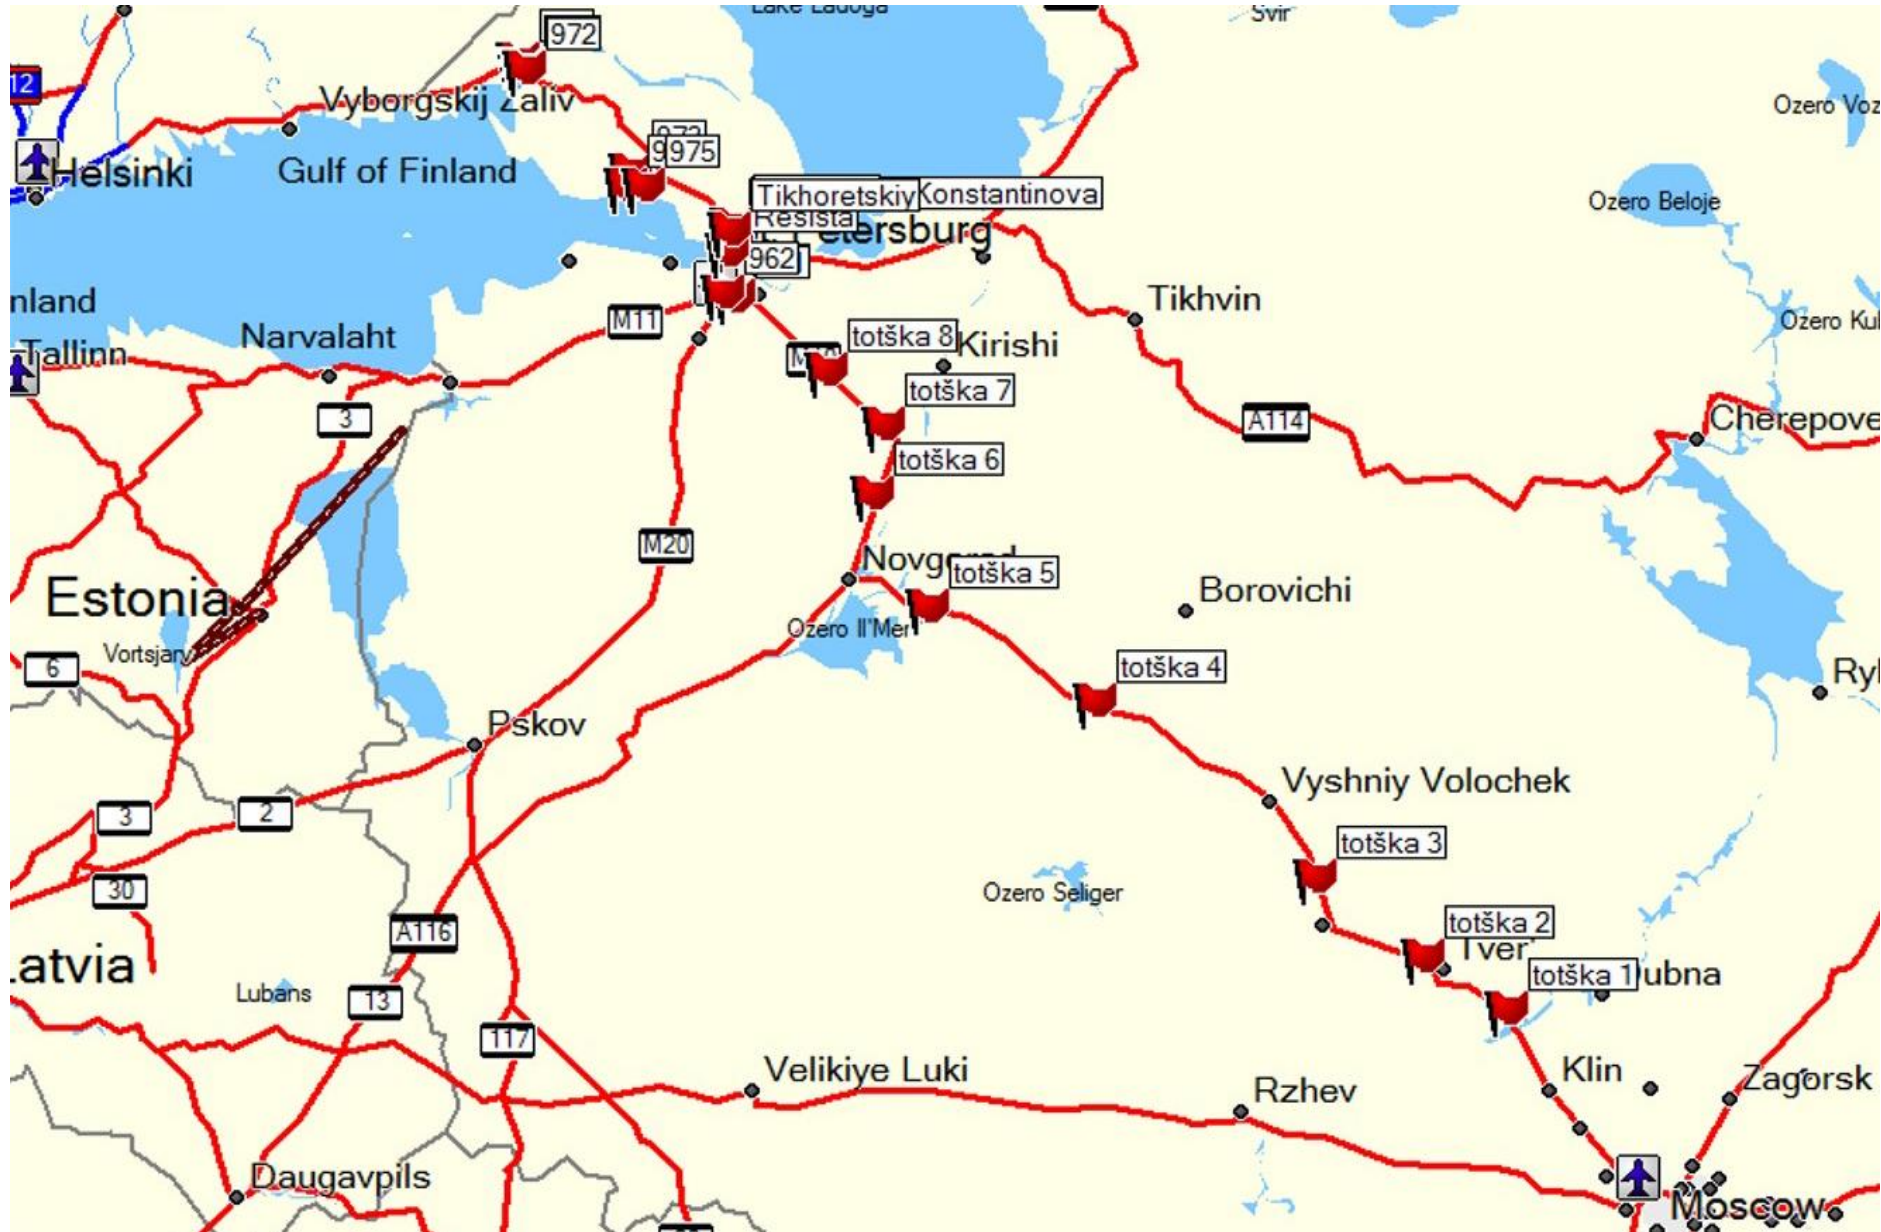 Lake Ladoga
Svir
972
12
Vyborgskij Zaliv
Ozero Voz
975
Helsinki
Gulf of Finland
Tikhoretskiy
Konstantinova
Resista
Ozero Beloje
etersburg
962
nland
Tikhvin
M11
Narvalaht
totška 8
Kirishi
Ozero Kul
Tallinn
totška 7
3
A114
Cherepove
totška 6
M20
Novgorod
totška 5
Estonia
Borovichi
Ozero Il'Mer
Vortsjarv
6
totška 4
Pskov
Vyshniy Volochek
3
2
totška 3
30
Ozero Seliger
A116
totška 2
Tver'
atvia
totška 1
ubna
Lubans
13
117
Velikiye Luki
Klin
Rzhev
Zagorsk
Daugavpils
Moscow